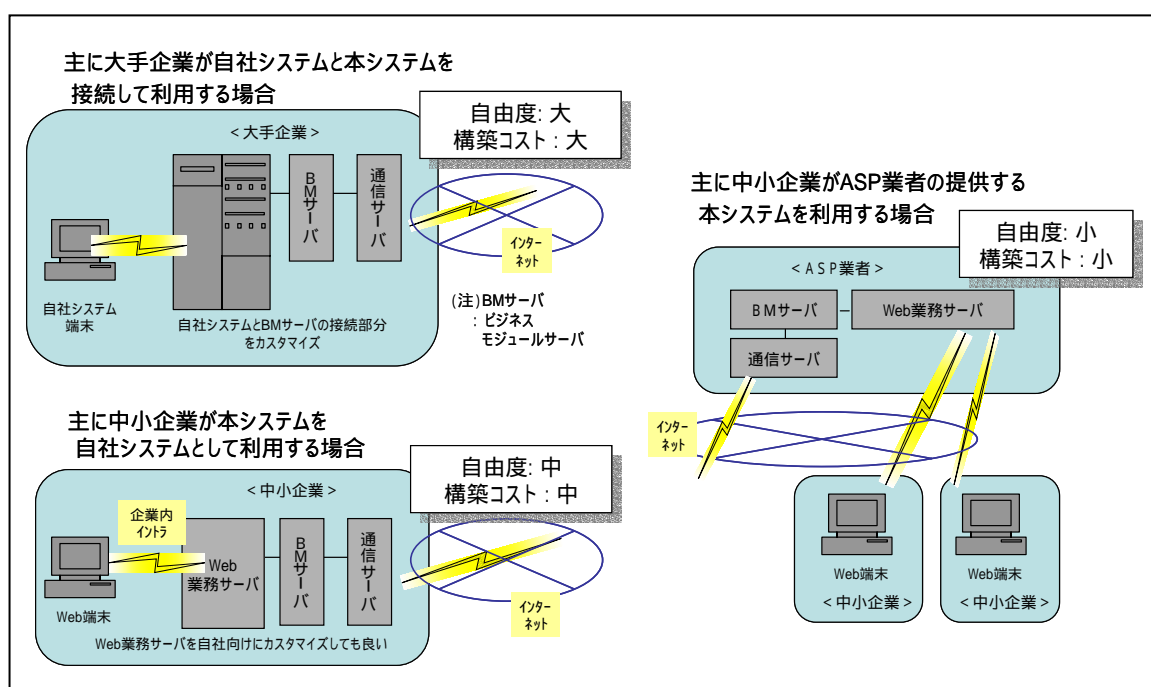 主に大手企業が自社システムと本システムを
接続して利用する場合
自由度: 大
構築コスト : 大
<大手企業>
BMサーバ
通信サーバ
インターネット
自社システム
端末
自社システムとBMサーバの接続部分
をカスタマイズ
(注)BMサーバ
: ビジネス
モジュールサーバ
主に中小企業が本システムを
自社システムとして利用する場合
自由度: 中
構築コスト : 中
<中小企業>
企業内
イントラ
Web
業務サーバ
BMサーバ
通信サーバ
Web端末
インター
ネット
Web業務サーバを自社向けにカスタマイズしても良い
主に中小企業がASP業者の提供する
本システムを利用する場合
自由度: 小
構築コスト : 小
<ASP業者>
BMサーバ
Web業務サーバ
通信サーバ
インター
ネット
Web端末
<中小企業>
Web端末
<中小企業>